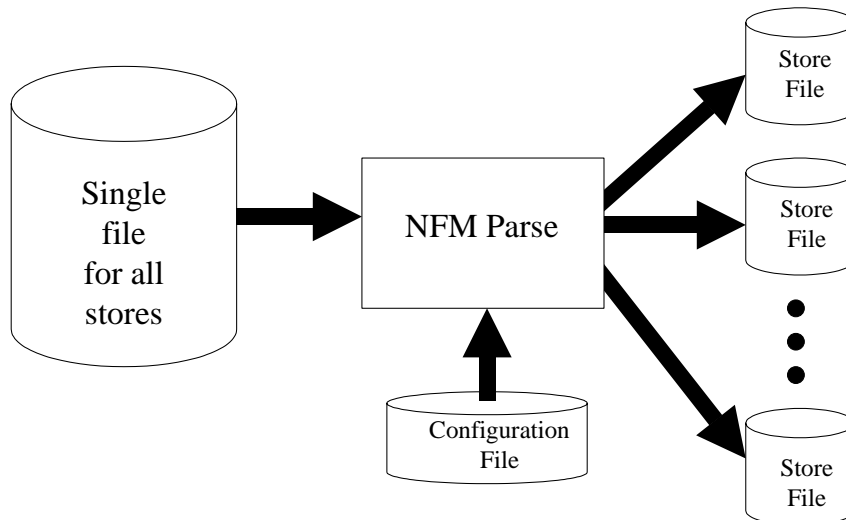 Single
file
for all
stores
NFM Parse
Configuration
File
Store
File
Store
File
Store
File